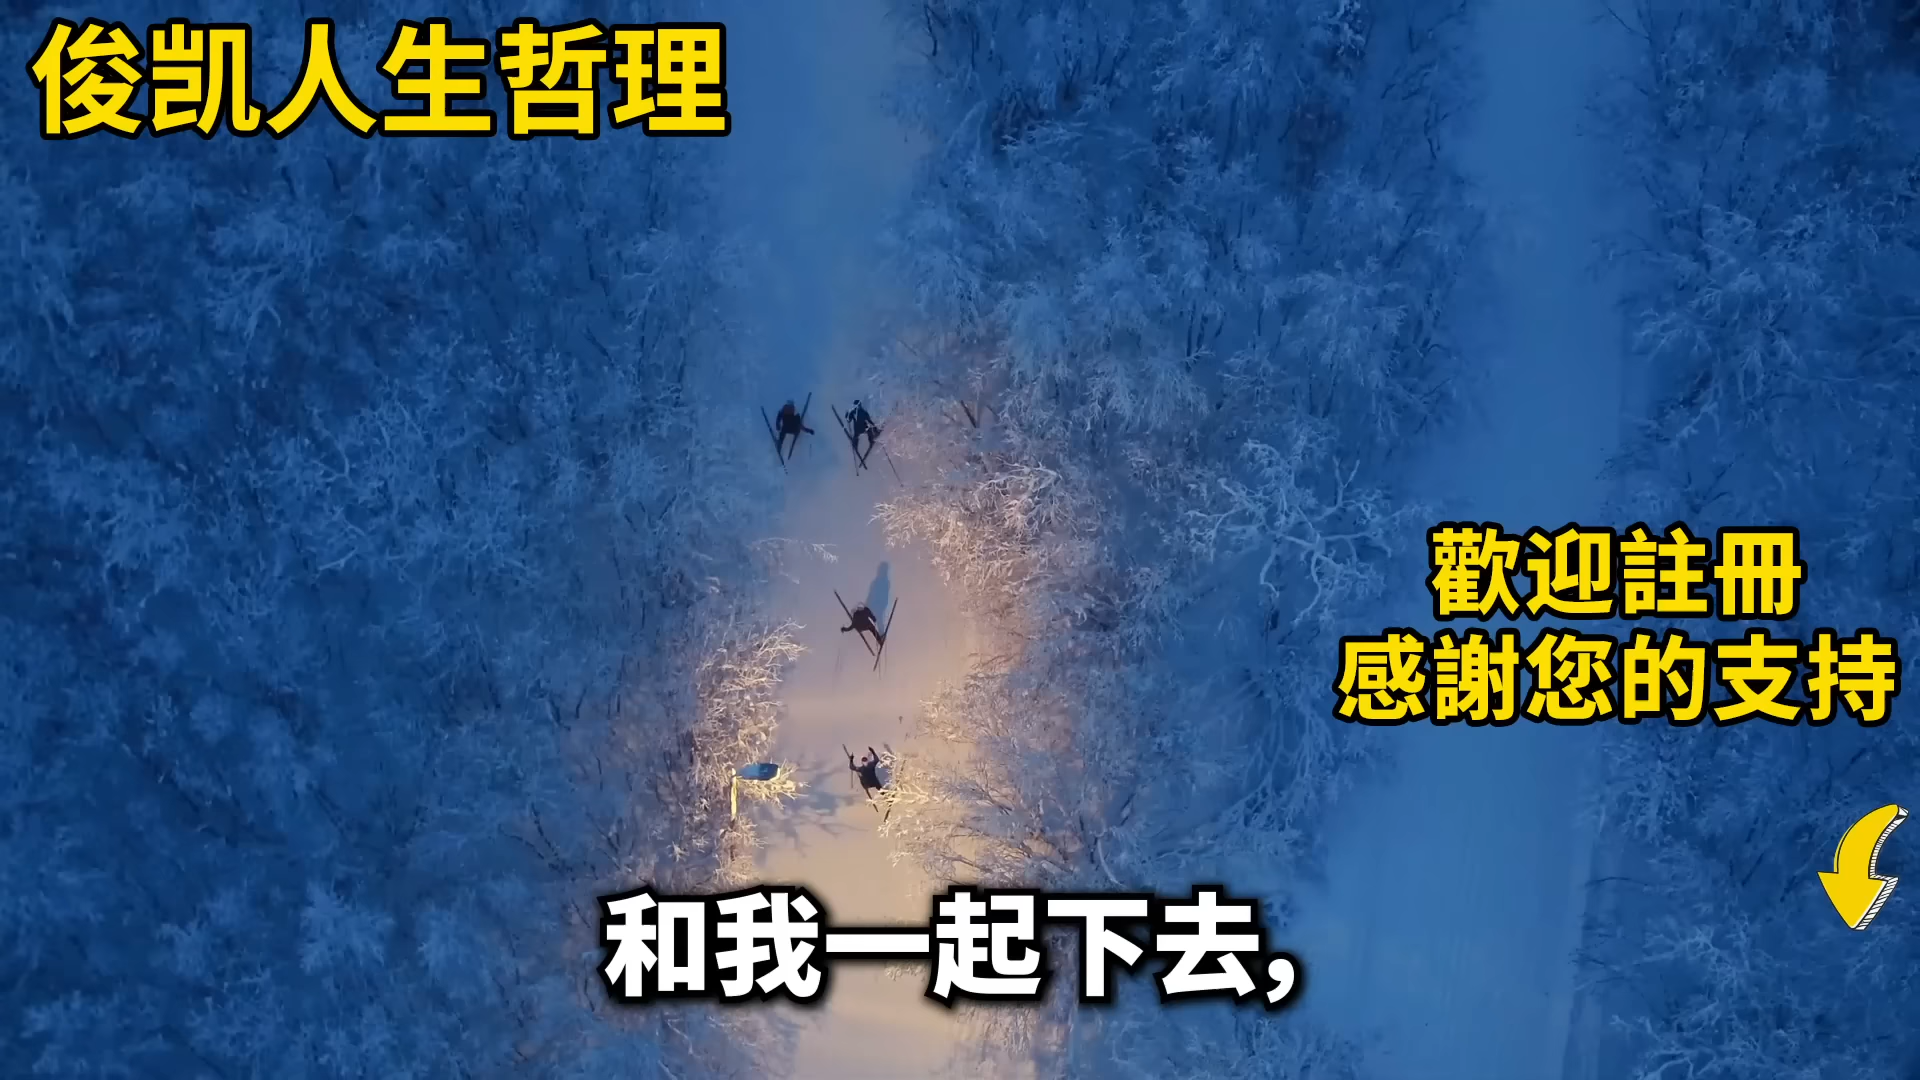 俊凯人生哲理
歡迎註冊
感謝您的支持
和我一起下去,